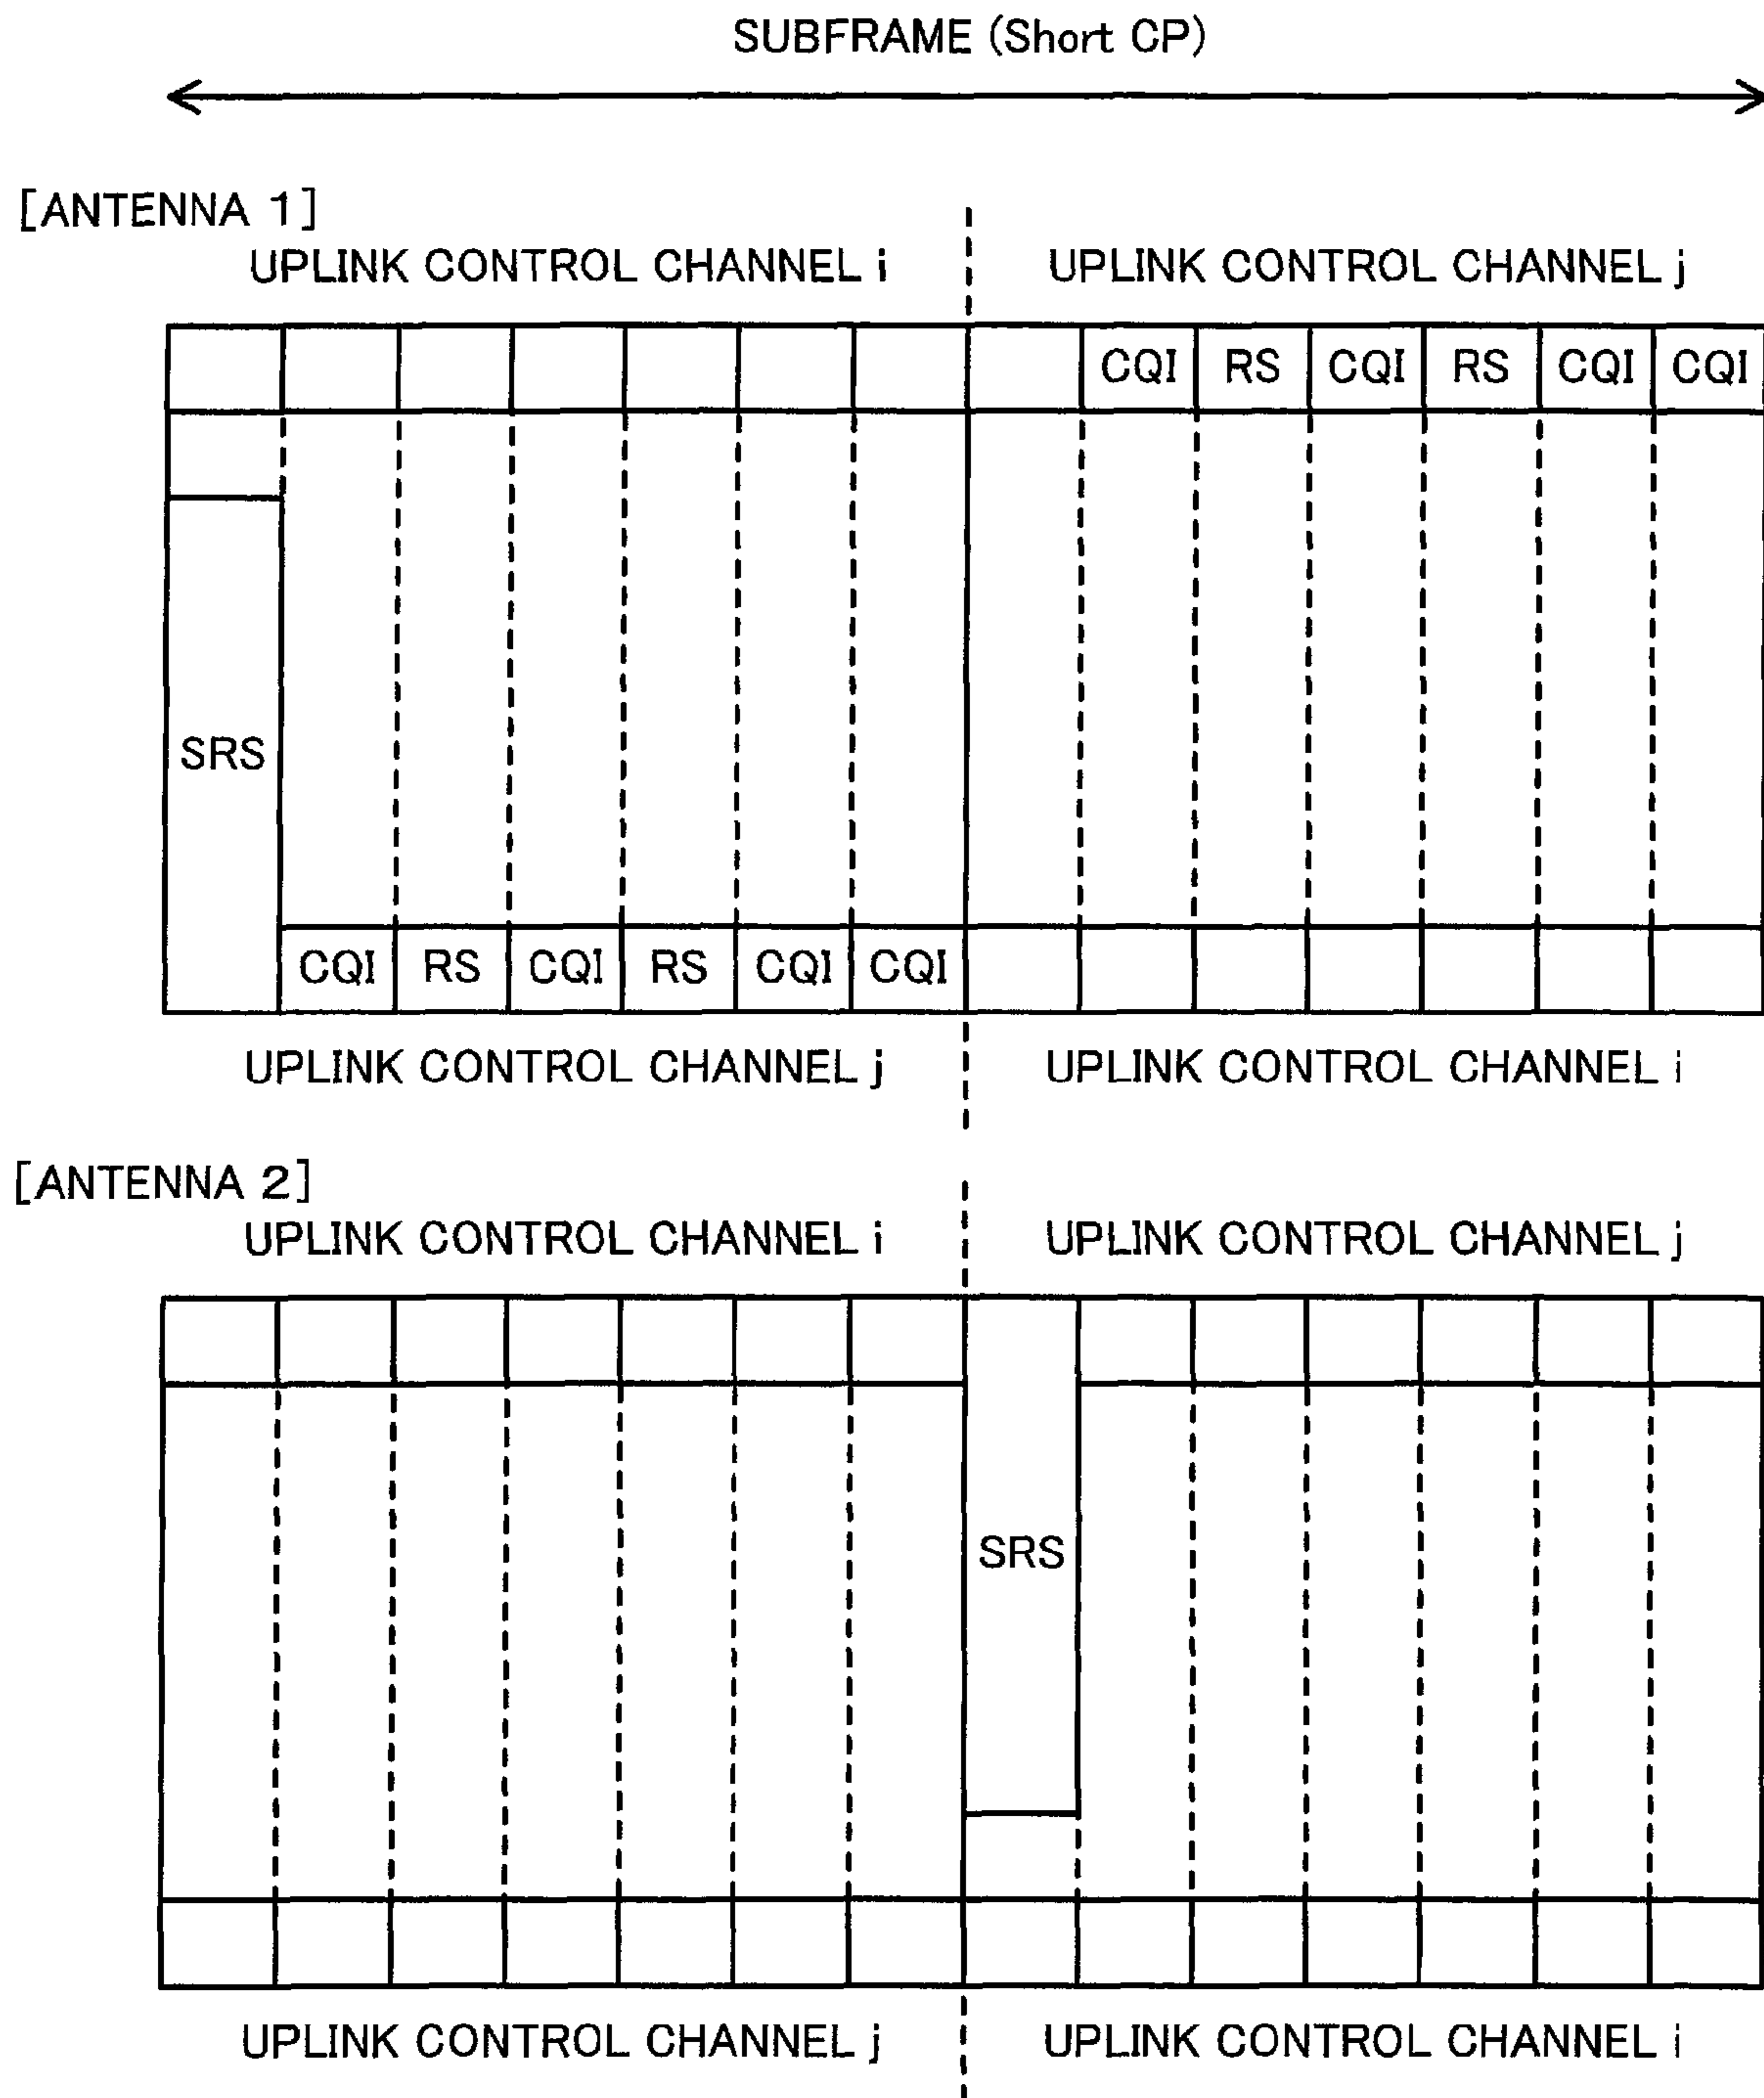 SUBFRAME (Short CP)
[ANTENNA 1]
UPLINK CONTROL CHANNEL i UPLINK CONTROL CHANNEL j
CQI RS CQI RS CQI CQI
SRS
CQI RS CQI RS CQI CQI
UPLINK CONTROL CHANNEL j UPLINK CONTROL CHANNEL i
[ANTENNA 2]
UPLINK CONTROL CHANNEL i UPLINK CONTROL CHANNEL j
SRS
UPLINK CONTROL CHANNEL j UPLINK CONTROL CHANNEL i